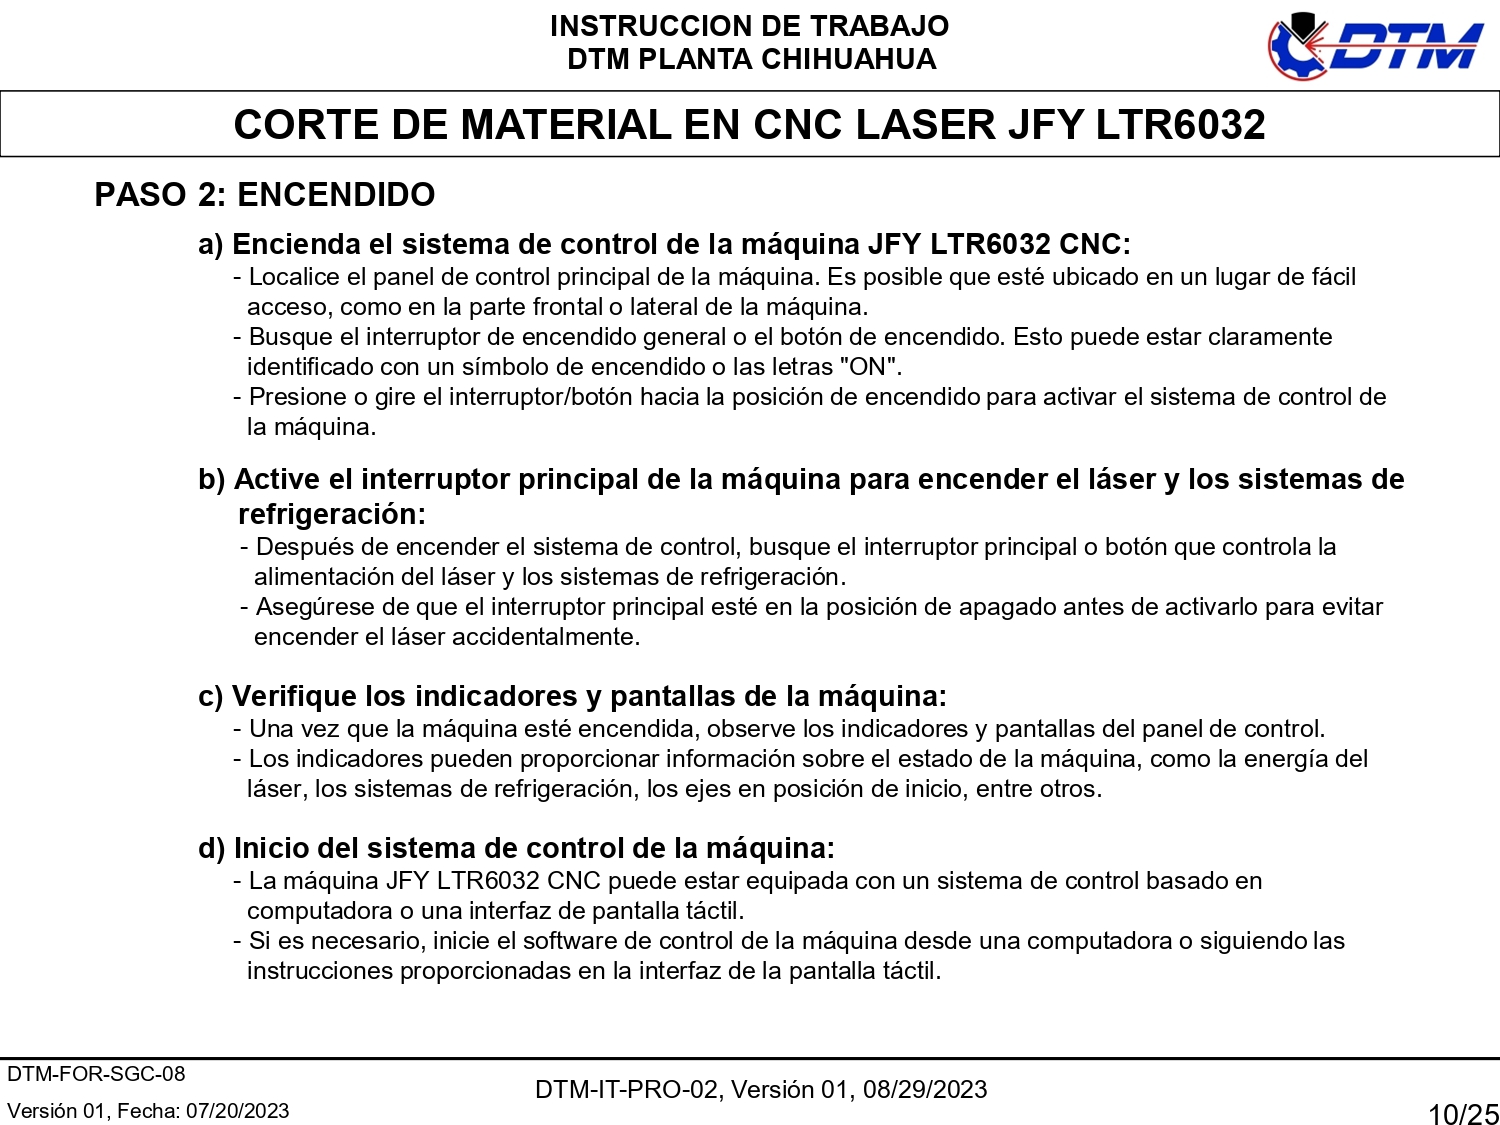 INSTRUCCION DE TRABAJO
DTM PLANTA CHIHUAHUA
DTM
CORTE DE MATERIAL EN CNC LASER JFY LTR6032
PASO 2: ENCENDIDO
a) Encienda el sistema de control de la máquina JFY LTR6032 CNC:
- Localice el panel de control principal de la máquina. Es posible que esté ubicado en un lugar de fácil
acceso, como en la parte frontal o lateral de la máquina.
- Busque el interruptor de encendido general o el botón de encendido. Esto puede estar claramente
identificado con un símbolo de encendido o las letras "ON".
- Presione o gire el interruptor/botón hacia la posición de encendido para activar el sistema de control de
la máquina.
b) Active el interruptor principal de la máquina para encender el láser y los sistemas de
refrigeración:
- Después de encender el sistema de control, busque el interruptor principal o botón que controla la
alimentación del láser y los sistemas de refrigeración.
- Asegúrese de que el interruptor principal esté en la posición de apagado antes de activarlo para evitar
encender el láser accidentalmente.
c) Verifique los indicadores y pantallas de la máquina:
- Una vez que la máquina esté encendida, observe los indicadores y pantallas del panel de control.
- Los indicadores pueden proporcionar información sobre el estado de la máquina, como la energía del
láser, los sistemas de refrigeración, los ejes en posición de inicio, entre otros.
d) Inicio del sistema de control de la máquina:
- La máquina JFY LTR6032 CNC puede estar equipada con un sistema de control basado en
computadora o una interfaz de pantalla táctil.
- Si es necesario, inicie el software de control de la máquina desde una computadora o siguiendo las
instrucciones proporcionadas en la interfaz de la pantalla táctil.
DTM-FOR-SGC-08
DTM-IT-PRO-02, Versión 01, 08/29/2023
Versión 01, Fecha: 07/20/2023
10/25